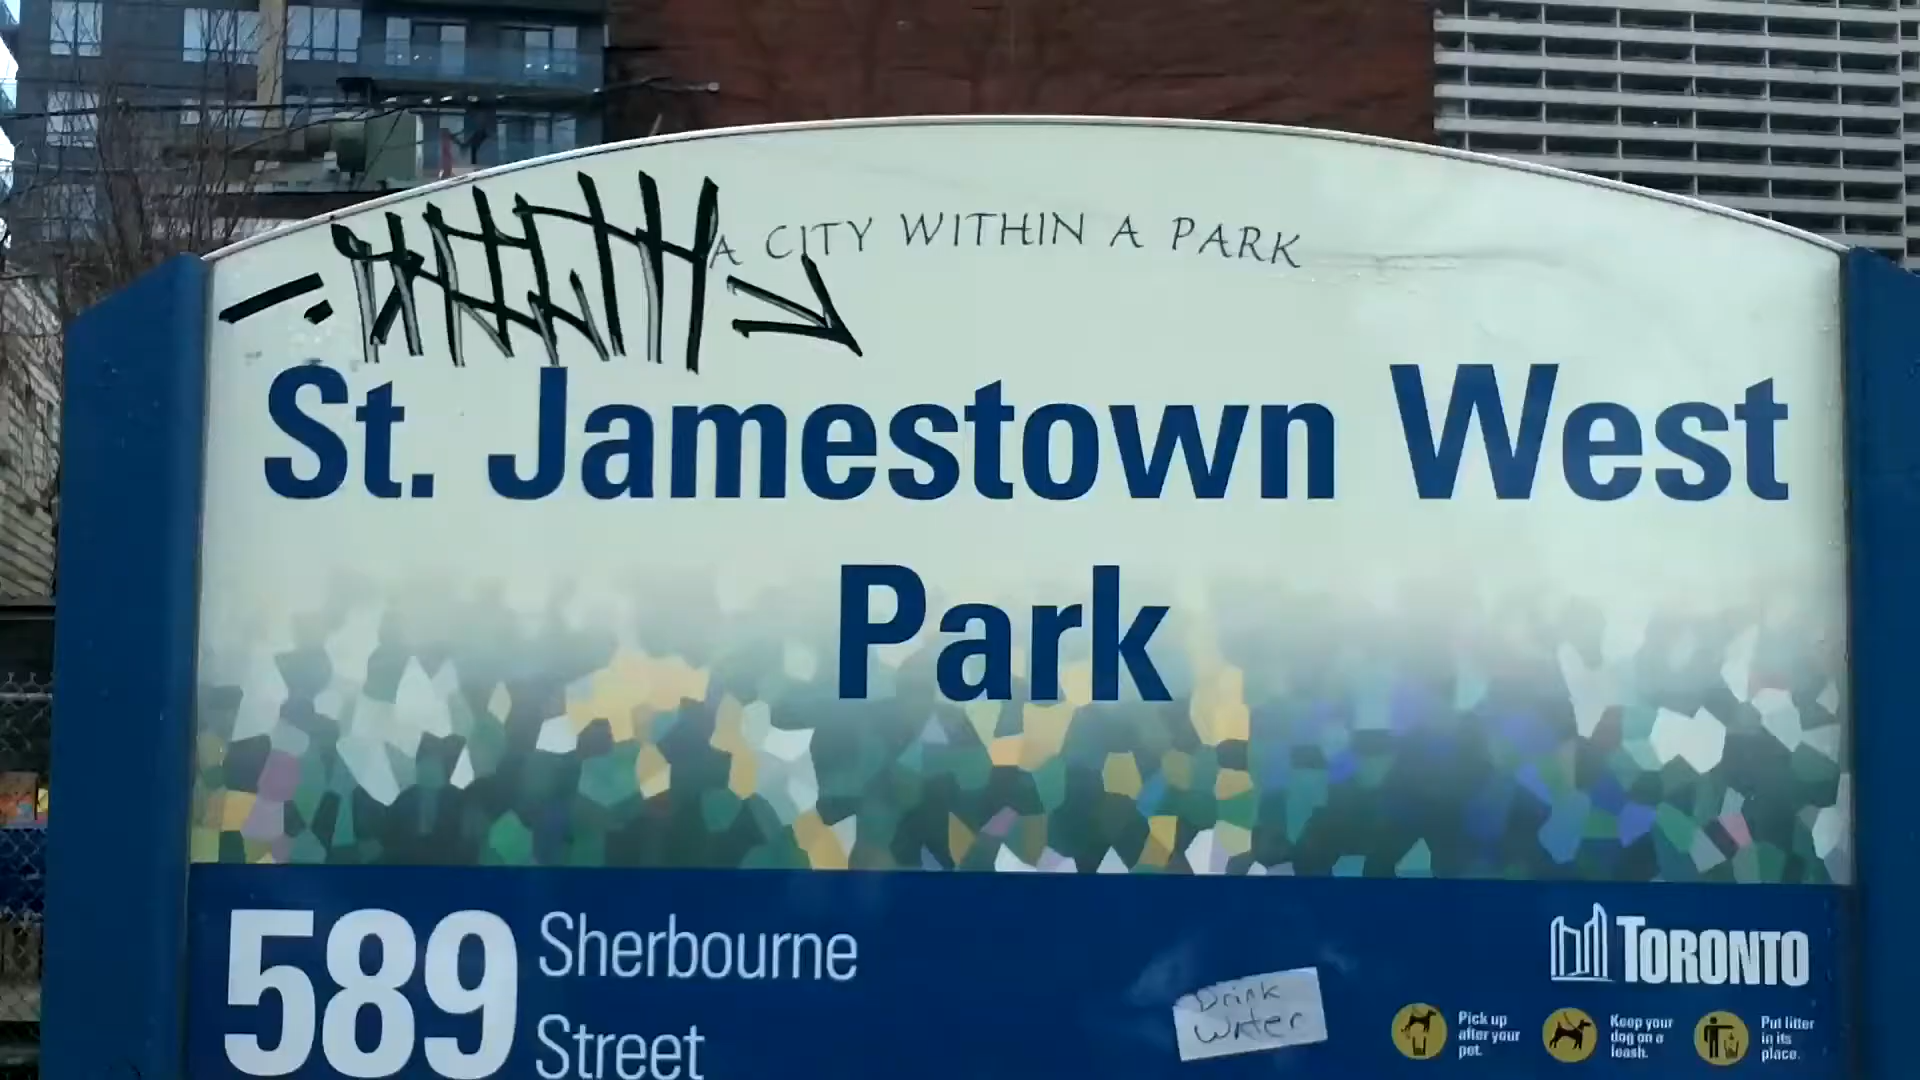 A CITY WITHIN A PARK
St. Jamestown West
Park
589 Sherbourne
Street
TORONTO
Drink
Water
Pick up
after your
pet.
Keep your
dog on a
leash.
Put litter
in its
place.